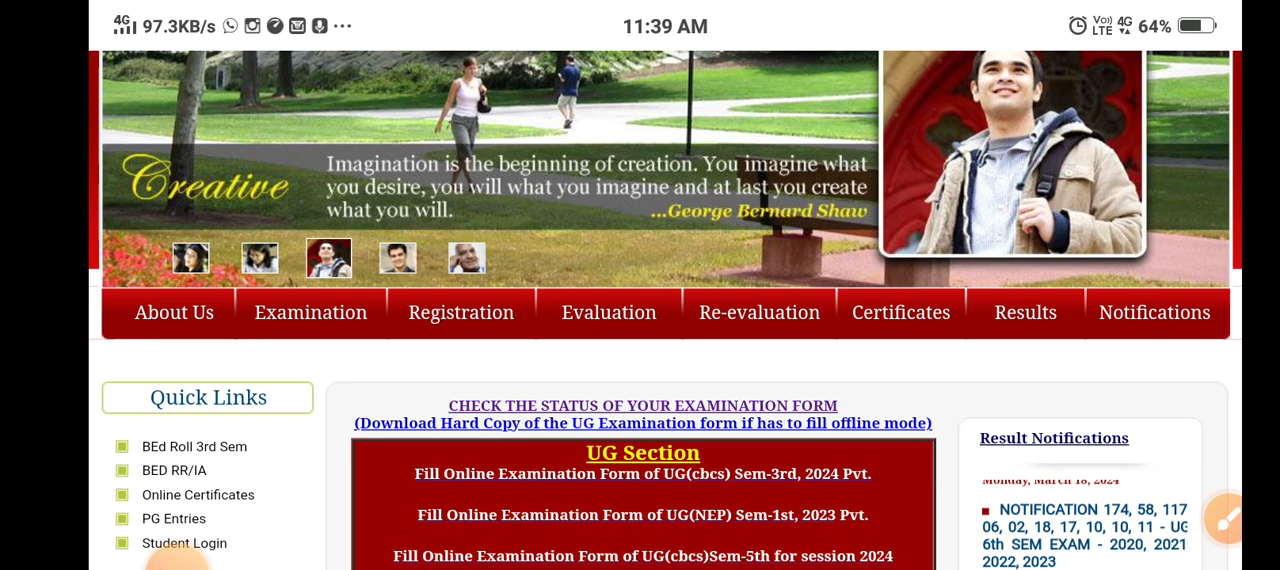 4G 97.3KB/s 11:39 AM Vo)) LTE 4G 64%
Creative
Imagination is the beginning of creation. You imagine what
you desire, you will what you imagine and at last you create
what you will.
...George Bernard Shaw
About Us Examination Registration Evaluation Re-evaluation Certificates Results Notifications
Quick Links
BEd Roll 3rd Sem
BED RR/IA
Online Certificates
PG Entries
Student Login
CHECK THE STATUS OF YOUR EXAMINATION FORM
(Download Hard Copy of the UG Examination form if has to fill offline mode)
UG Section
Fill Online Examination Form of UG(cbcs) Sem-3rd, 2024 Pvt.
Fill Online Examination Form of UG(NEP) Sem-1st, 2023 Pvt.
Fill Online Examination Form of UG(cbcs)Sem-5th for session 2024
Result Notifications
Monday, March 18, 2024
NOTIFICATION 174, 58, 117
06, 02, 18, 17, 10, 10, 11 - UG
6th SEM EXAM - 2020, 2021
2022, 2023